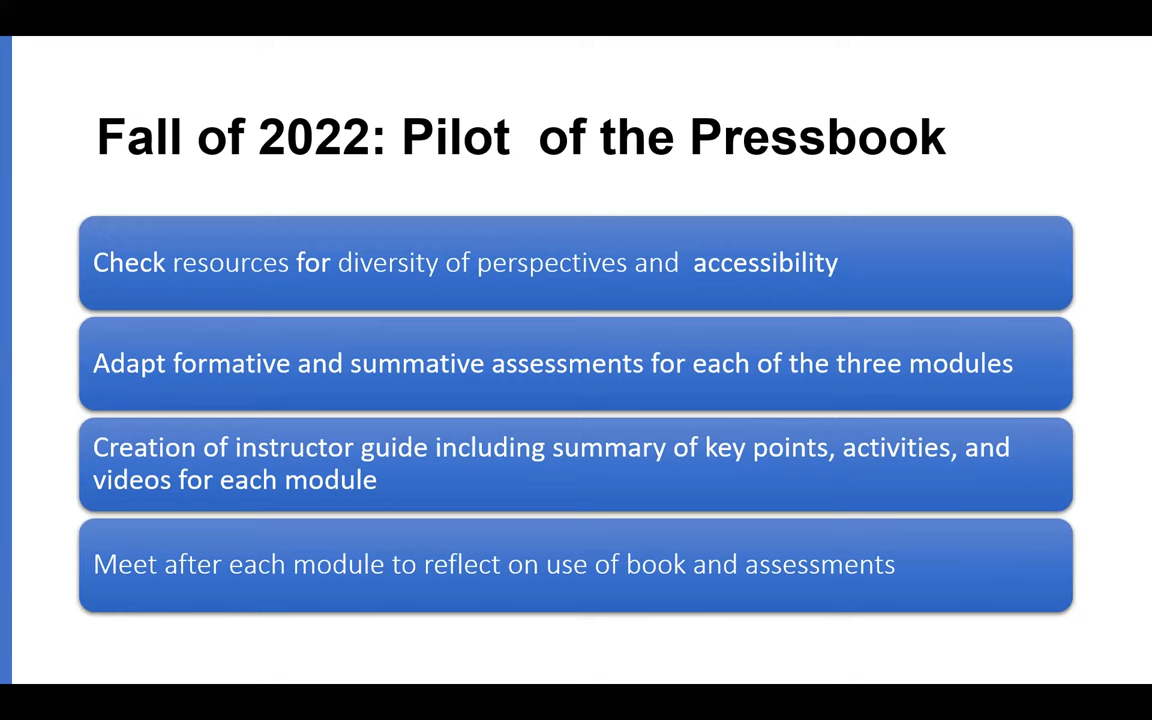 Fall of 2022: Pilot  of the Pressbook
Check resources for diversity of perspectives and  accessibility
Adapt formative and summative assessments for each of the three modules
Creation of instructor guide including summary of key points, activities, and
videos for each module
Meet after each module to reflect on use of book and assessments